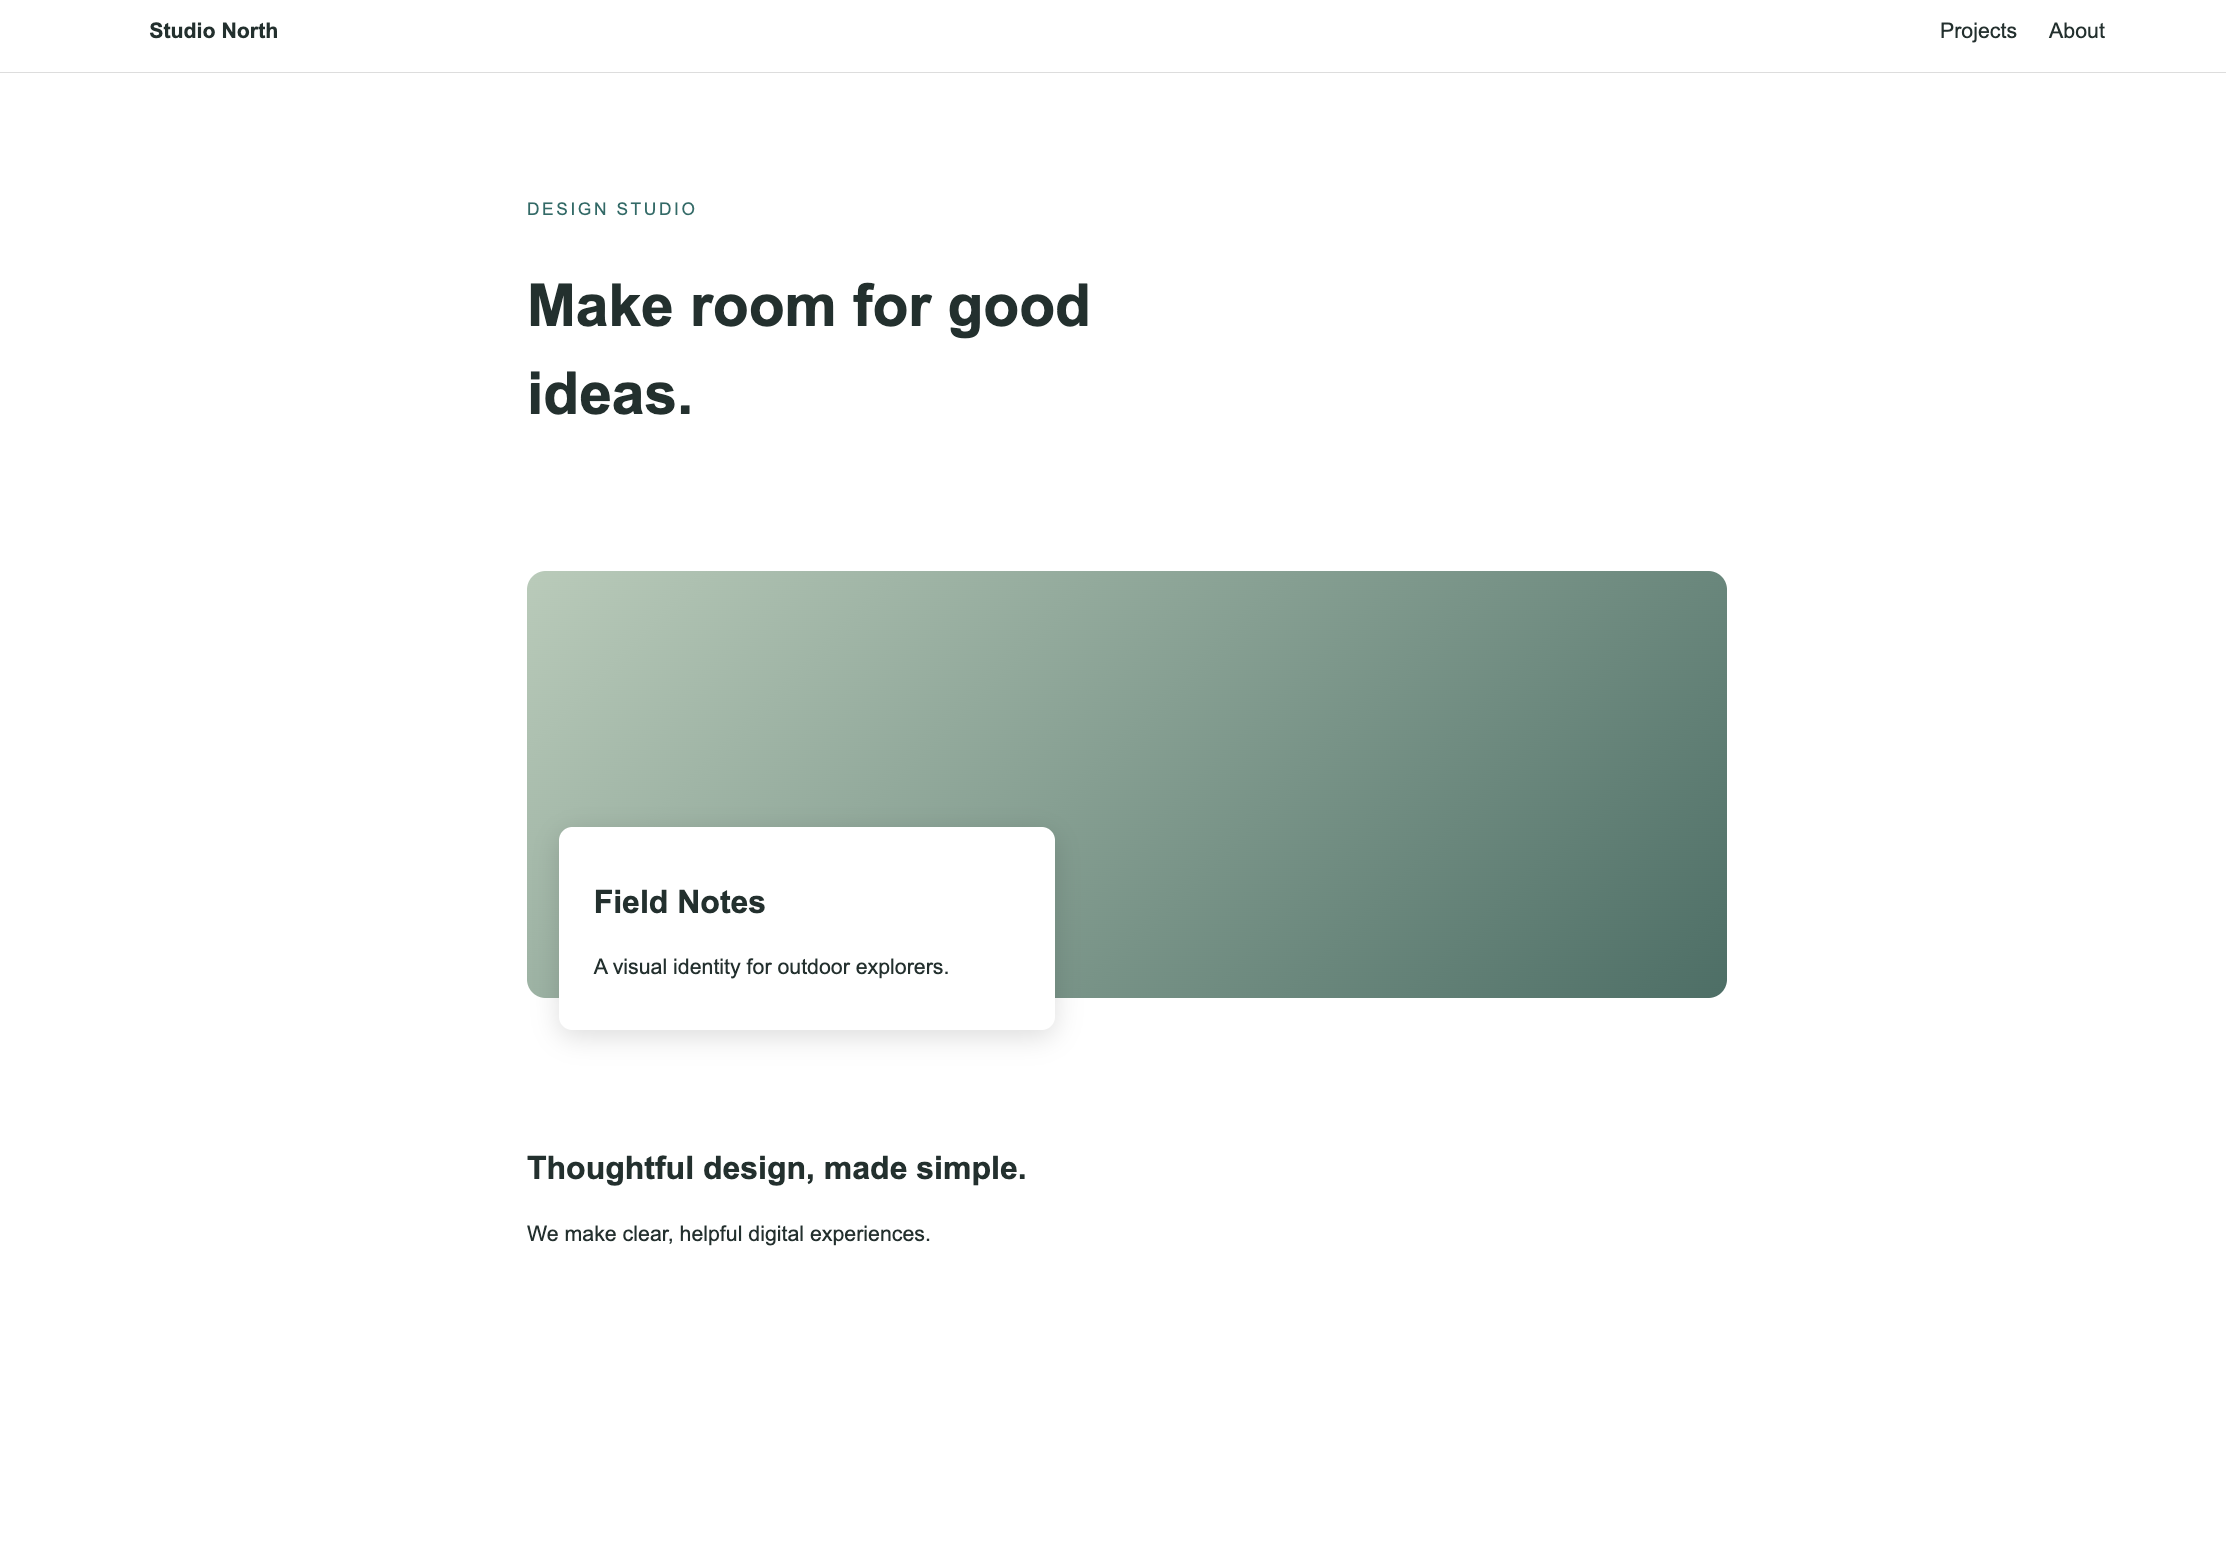 Studio North
Projects About
DESIGN STUDIO
Make room for good
ideas.
Field Notes
A visual identity for outdoor explorers.
Thoughtful design, made simple.
We make clear, helpful digital experiences.